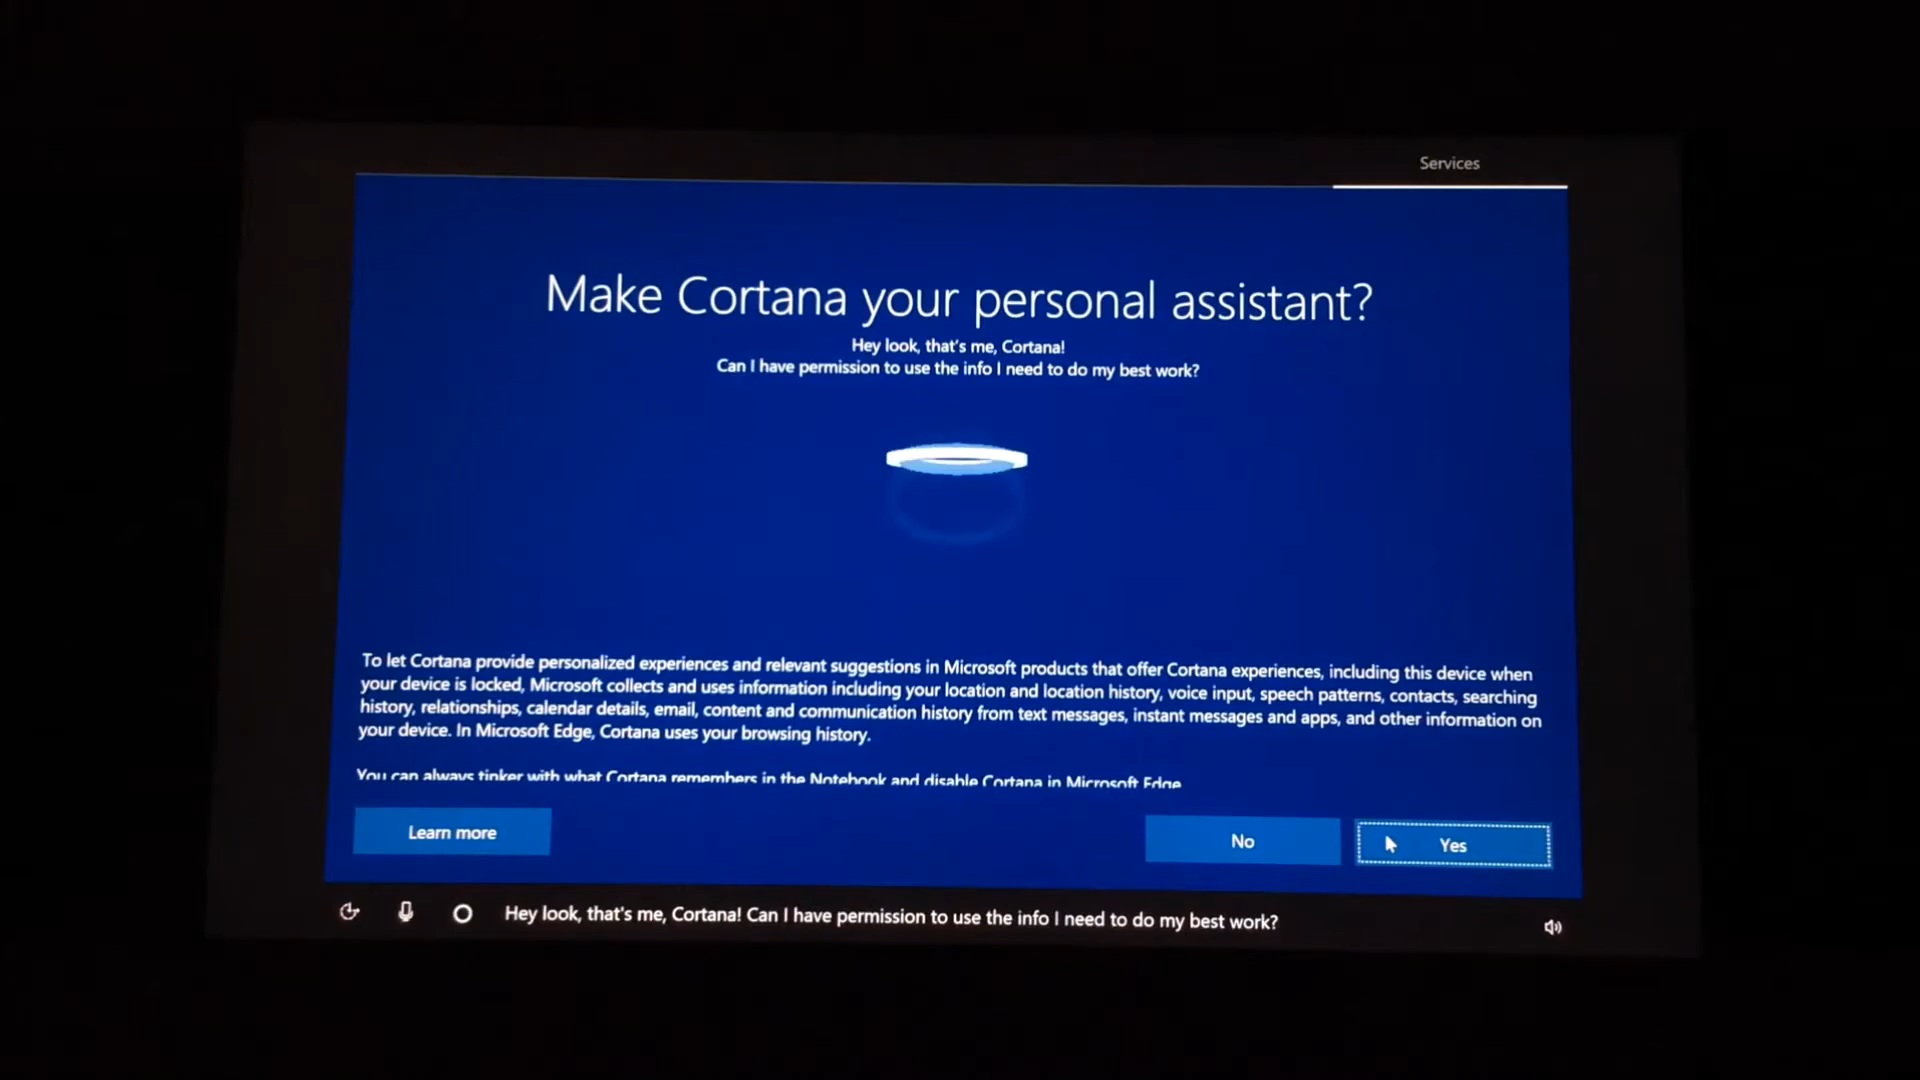 Services
Make Cortana your personal assistant?
Hey look, that's me, Cortana!
Can I have permission to use the info I need to do my best work?
To let Cortana provide personalized experiences and relevant suggestions in Microsoft products that offer Cortana experiences, including this device when
your device is locked, Microsoft collects and uses information including your location and location history, voice input, speech patterns, contacts, searching
history, relationships, calendar details, email, content and communication history from text messages, instant messages and apps, and other information on
your device. In Microsoft Edge, Cortana uses your browsing history.
You can always tinker with what Cortana remembers in the Notebook and disable Cortana in Microsoft Edge
Learn more
No
Yes
Hey look, that's me, Cortana! Can I have permission to use the info I need to do my best work?